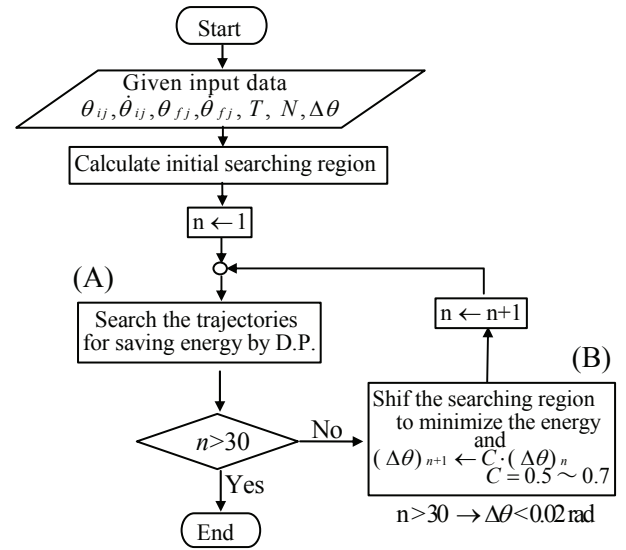 Start
Given input data
θ ij, θ̇ ij, θ fj, θ̇ fj, T, N, Δθ
Calculate initial searching region
n ← 1
(A)
Search the trajectories
for saving energy by D.P.
n>30
No
Yes
End
n ← n+1
(B)
Shif the searching region
to minimize the energy
and
(Δθ) n+1 ← C·(Δθ) n
C = 0.5 ~ 0.7
n>30 → Δθ<0.02 rad